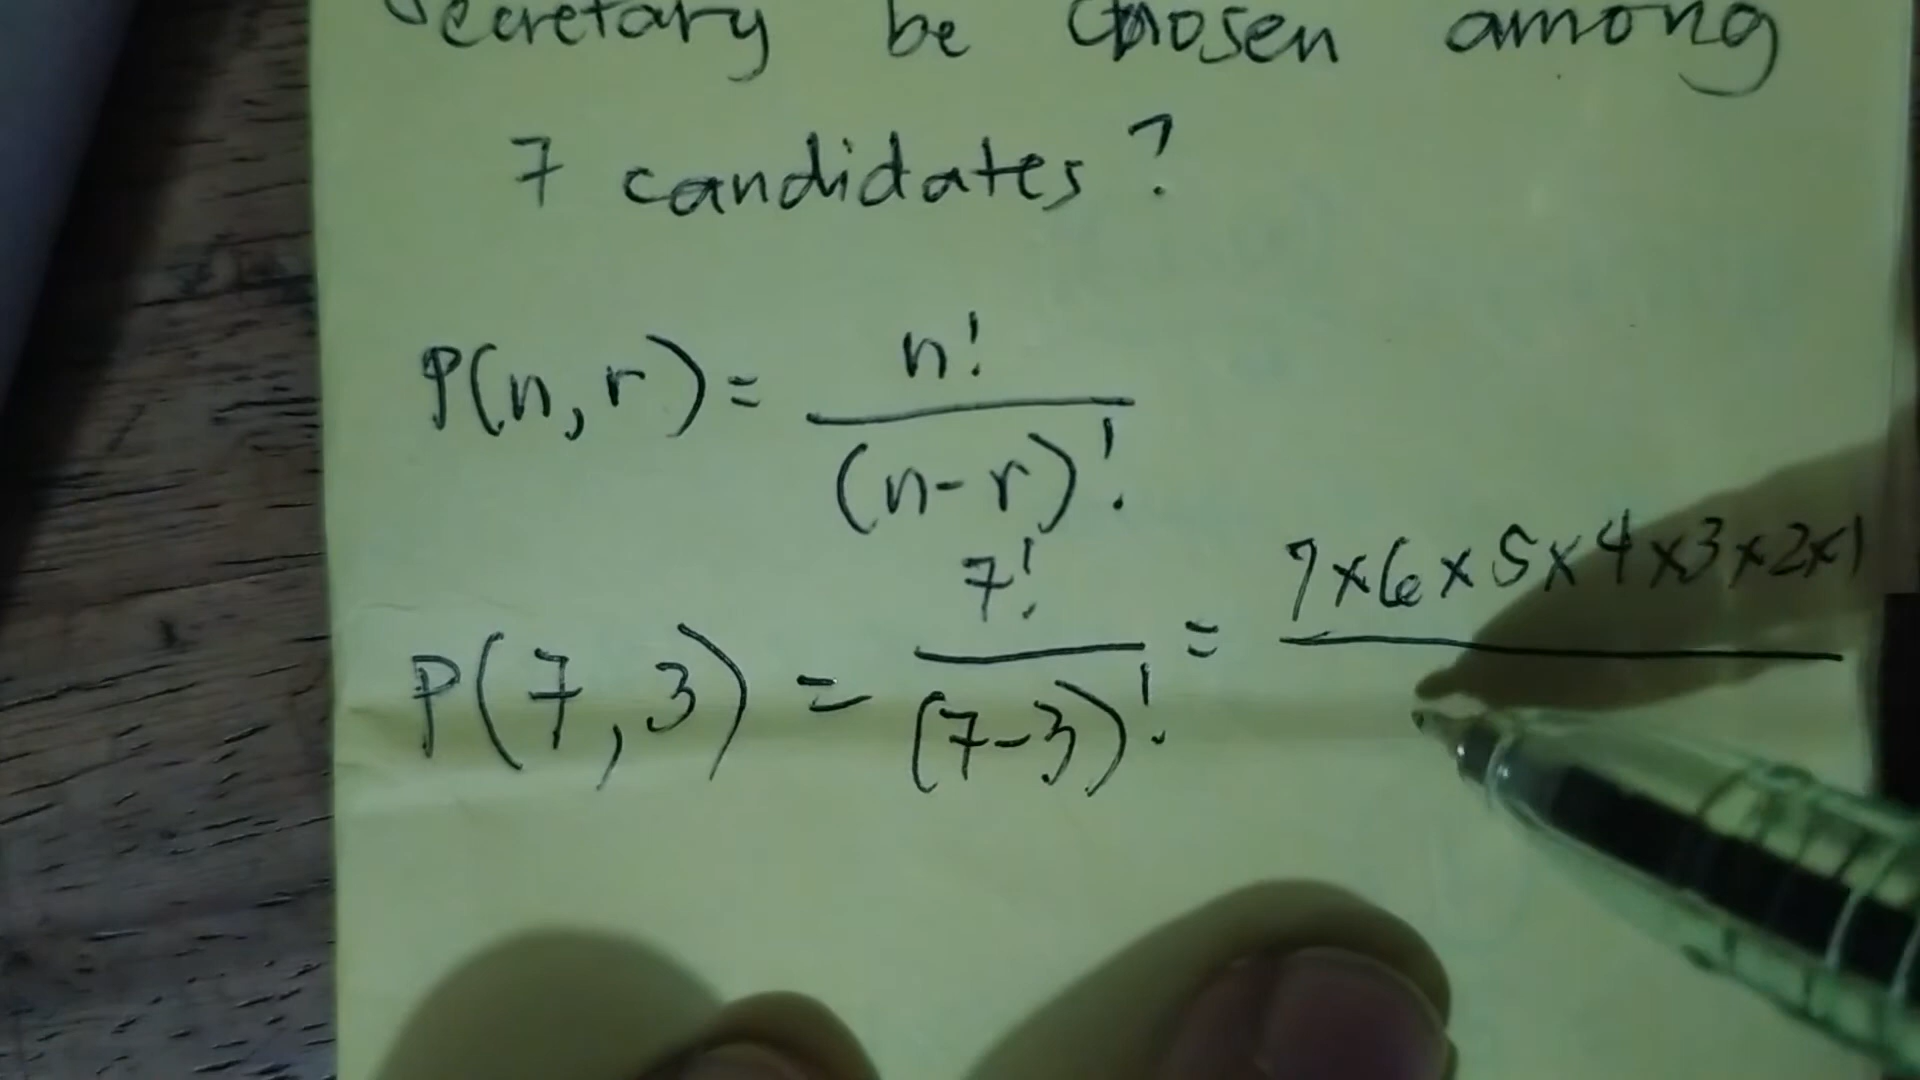 Secretary be chosen among
7 candidates?
P(n,r) = n! / (n-r)!
P(7,3) = 7! / (7-3)! = 7×6×5×4×3×2×1